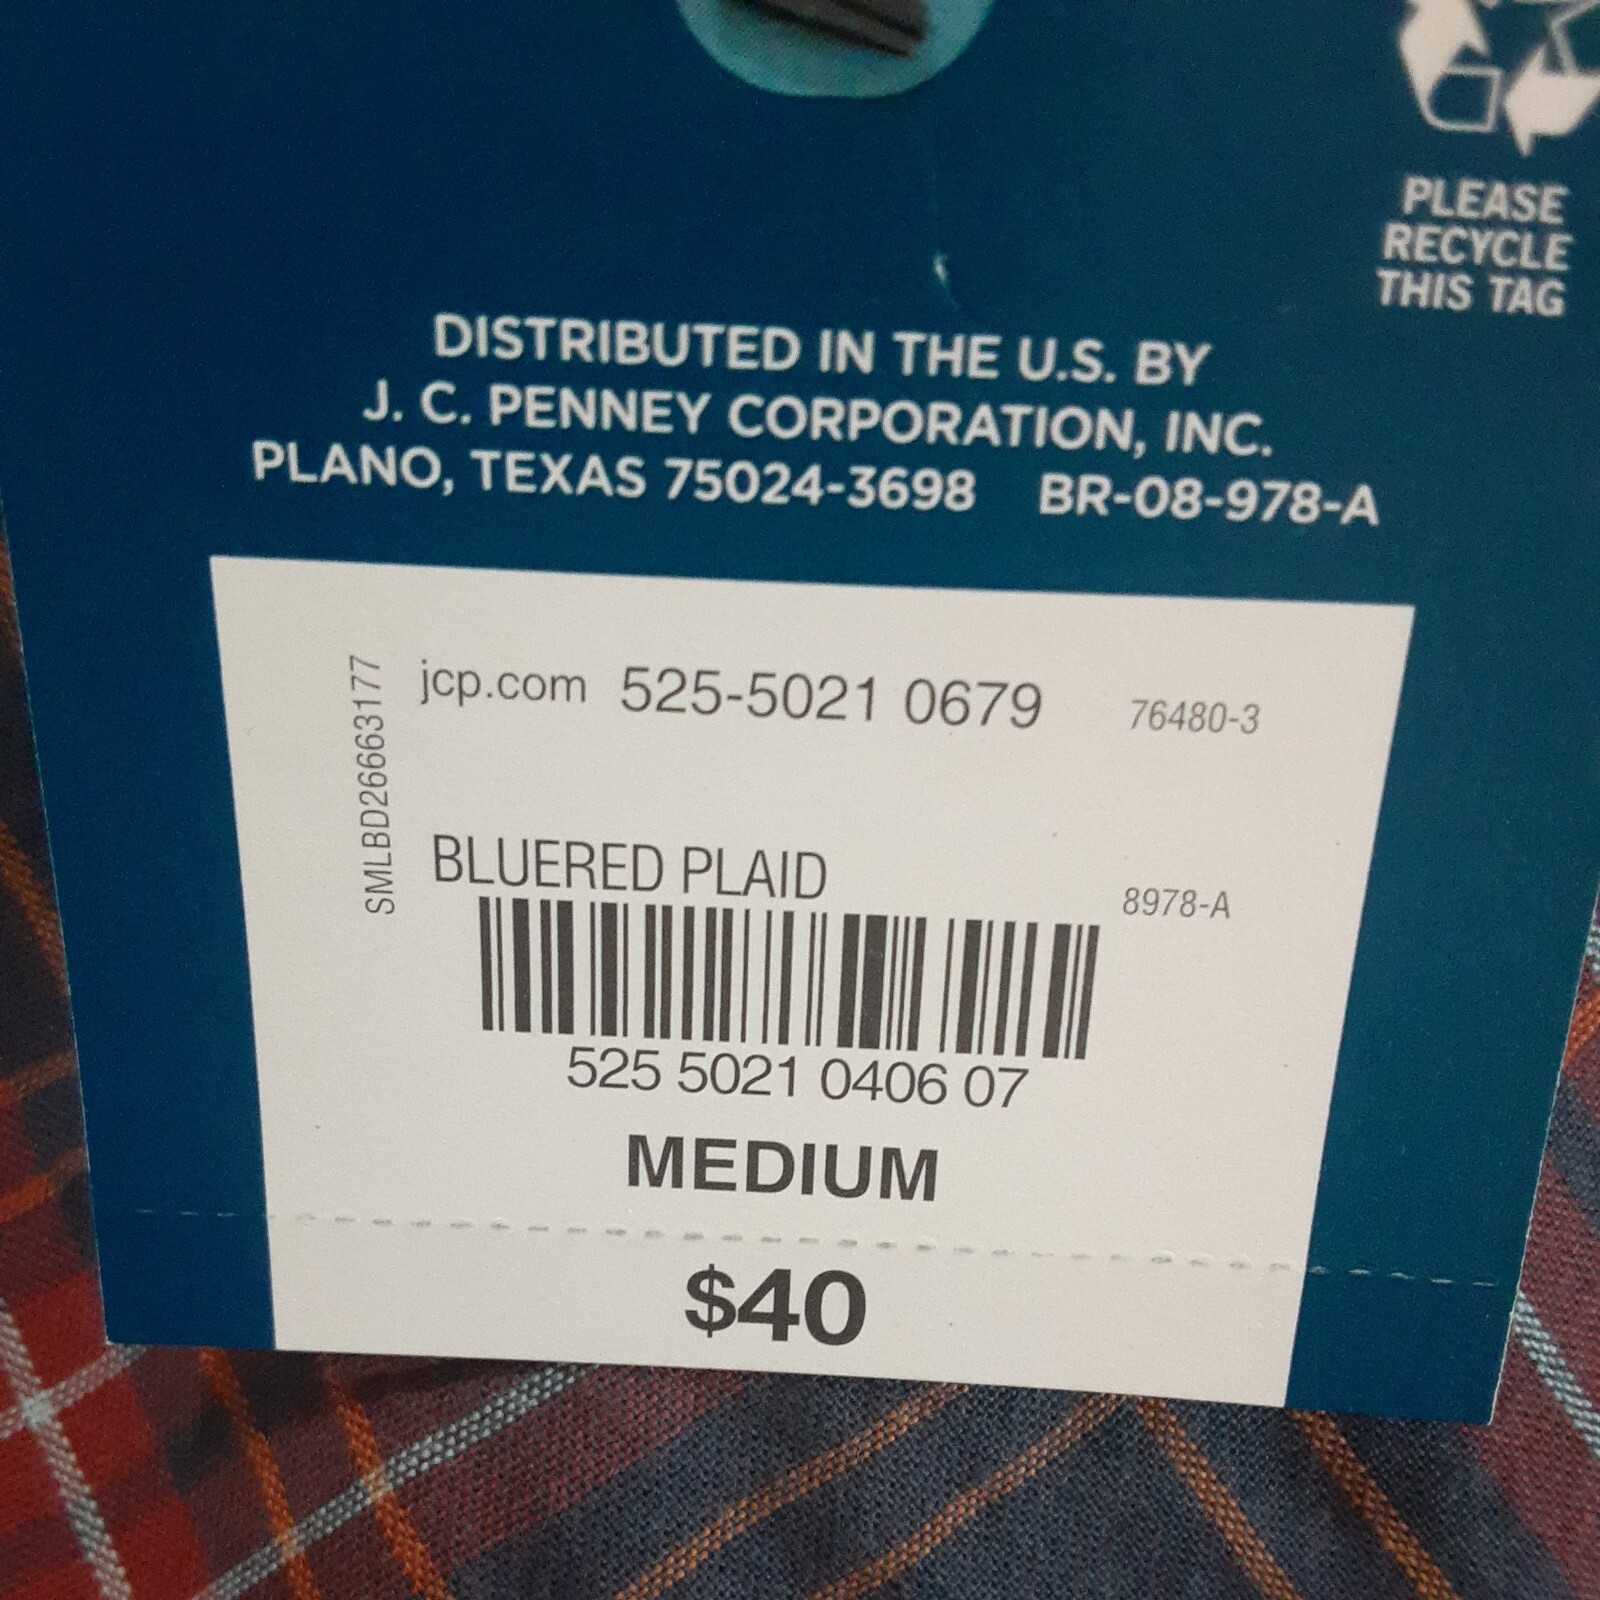 PLEASE
RECYCLE
THIS TAG
DISTRIBUTED IN THE U.S. BY
J. C. PENNEY CORPORATION, INC.
PLANO, TEXAS 75024-3698 BR-08-978-A
jcp.com 525-5021 0679 76480-3
SMLBD26663177
BLUERED PLAID
8978-A
525 5021 0406 07
MEDIUM
$40